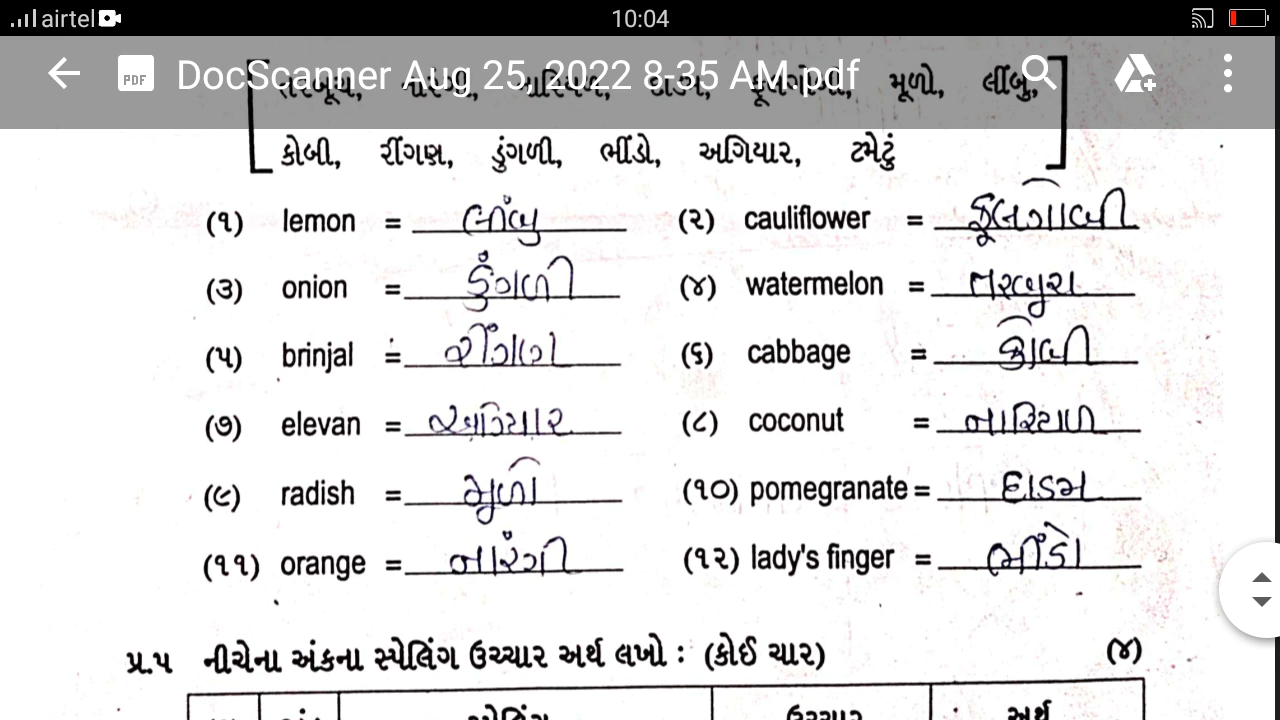 airtel 10:04
DocScanner Aug 25, 2022 8-35 AM.pdf
PDF
મૂળો, લીંબુ,
કોબી, રીંગણ, ડુંગળી, ભીંડો, અગિયાર, ટમેટું
(૧) lemon = લીંબુ (૨) cauliflower = ફૂલગોબી
(૩) onion = ડુંગળી (૪) watermelon = તરબુચ
(૫) brinjal = રીંગણ (૬) cabbage = કોબી
(૭) elevan = અગિયાર (૮) coconut = નારિયાળ
(૯) radish = મુળો (૧૦) pomegranate = દાડમ
(૧૧) orange = નારંગી (૧૨) lady's finger = ભીંડો
પ્ર.૫ નીચેના અંકના સ્પેલિંગ ઉચ્ચાર અર્થ લખો : (કોઈ ચાર) (૪)
સ્પેલિંગ ઉચ્ચાર અર્થ